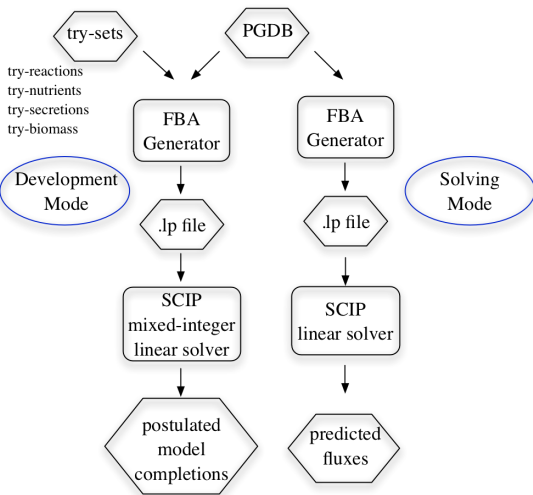 try-sets
PGDB
try-reactions
try-nutrients
try-secretions
try-biomass
FBA
Generator
FBA
Generator
Development
Mode
Solving
Mode
.lp file
.lp file
SCIP
mixed-integer
linear solver
SCIP
linear solver
postulated
model
completions
predicted
fluxes